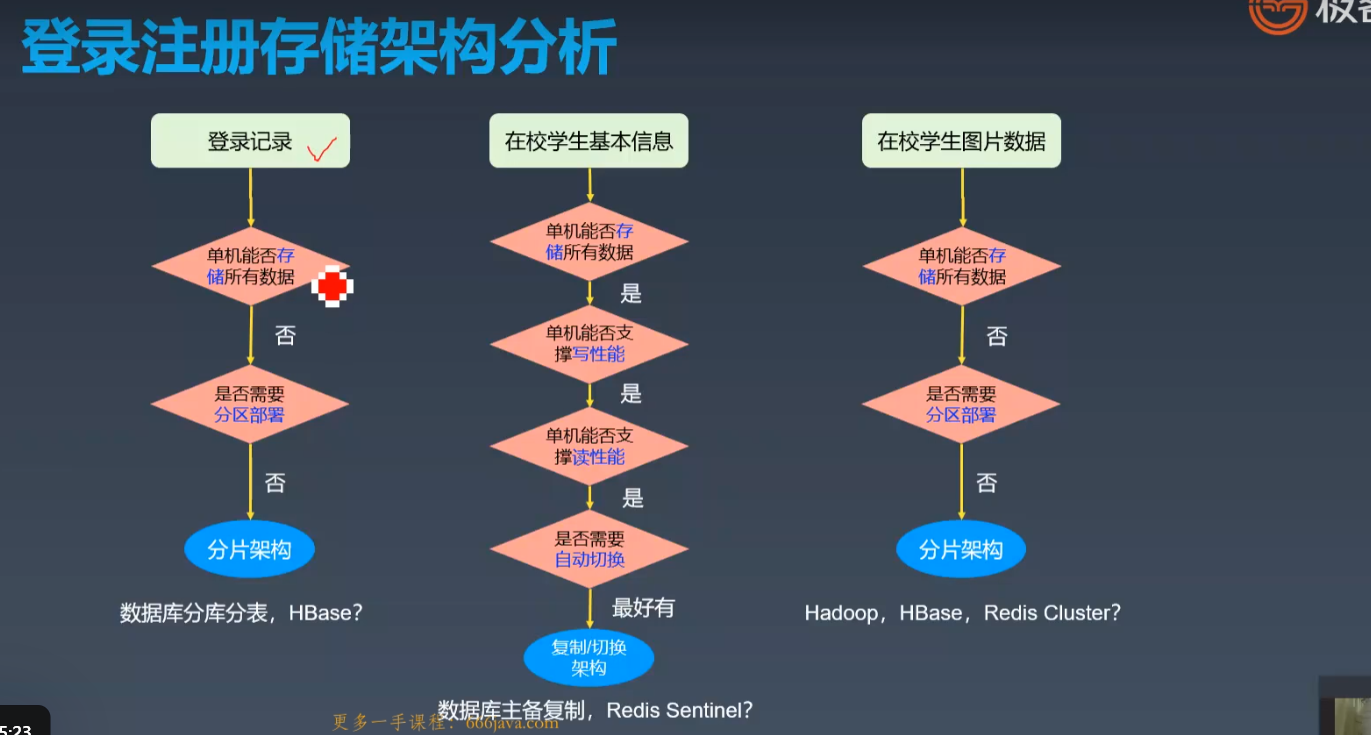 登录注册存储架构分析
登录记录
单机能否存
储所有数据
否
是否需要
分区部署
否
分片架构
数据库分库分表，HBase？
在校学生基本信息
单机能否存
储所有数据
是
单机能否支
撑写性能
是
单机能否支
撑读性能
是
是否需要
自动切换
最好有
复制/切换
架构
数据库主备复制，Redis Sentinel？
在校学生图片数据
单机能否存
储所有数据
否
是否需要
分区部署
否
分片架构
Hadoop，HBase，Redis Cluster？
更多一手课程：666java.com
5:23